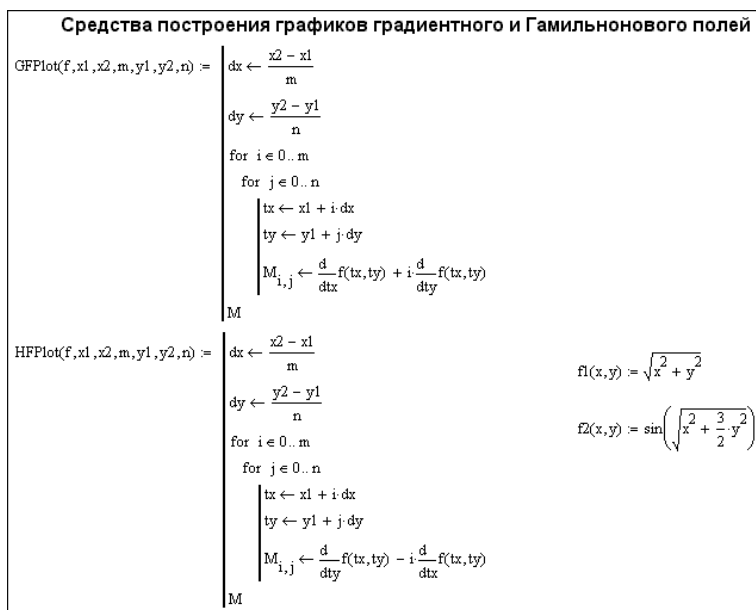 Средства построения графиков градиентного и Гамильнонового полей
GFPlot(f,x1,x2,m,y1,y2,n) :=
dx ← (x2 − x1)/m
dy ← (y2 − y1)/n
for i ∈ 0.. m
for j ∈ 0.. n
tx ← x1 + i·dx
ty ← y1 + j·dy
M_{i,j} ← d/dtx f(tx,ty) + i·d/dty f(tx,ty)
M
HFPlot(f,x1,x2,m,y1,y2,n) :=
dx ← (x2 − x1)/m
dy ← (y2 − y1)/n
for i ∈ 0.. m
for j ∈ 0.. n
tx ← x1 + i·dx
ty ← y1 + j·dy
M_{i,j} ← d/dty f(tx,ty) − i·d/dtx f(tx,ty)
M
f1(x,y) := √(x² + y²)
f2(x,y) := sin(√(x² + 3/2·y²))